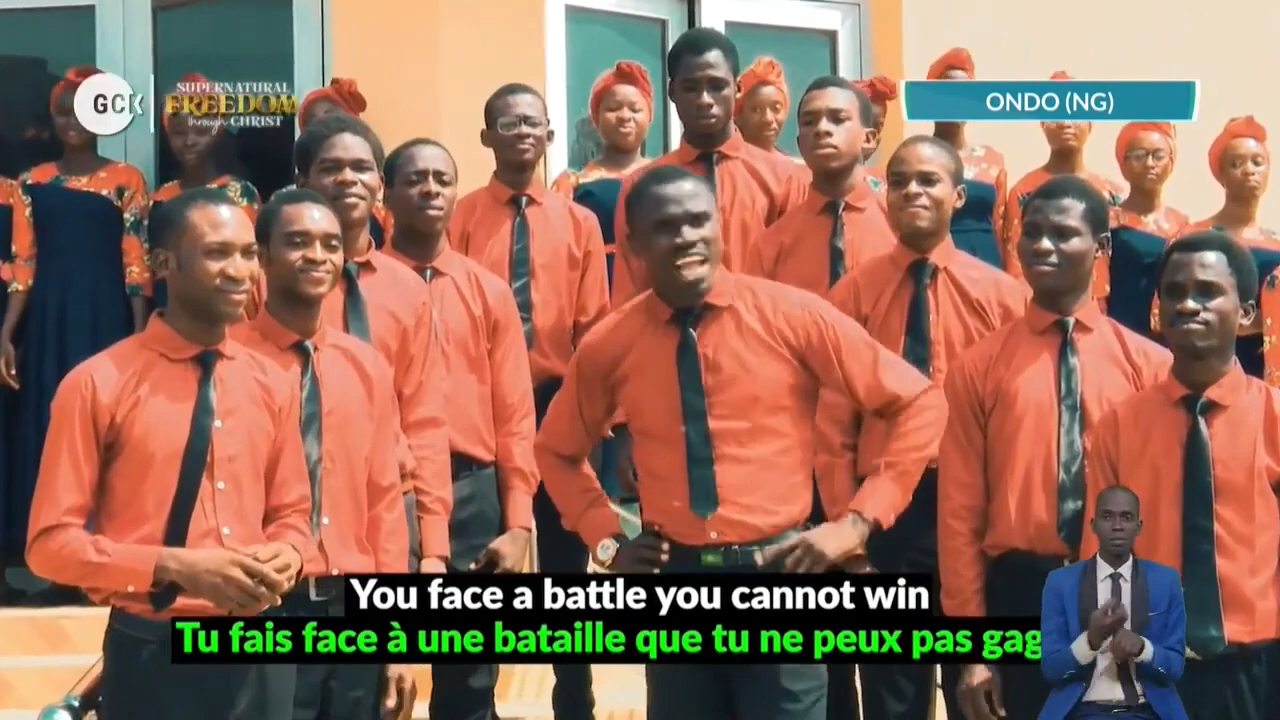 GCK
SUPERNATURAL
FREEDOM
through CHRIST
ONDO (NG)
You face a battle you cannot win
Tu fais face à une bataille que tu ne peux pas gag